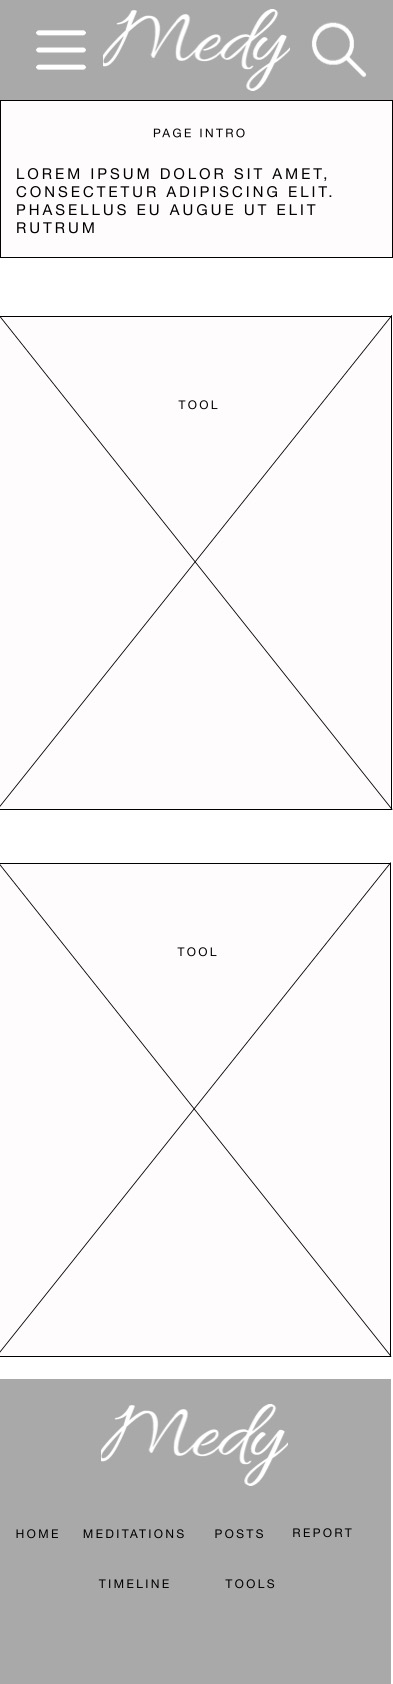 Medy
PAGE INTRO
LOREM IPSUM DOLOR SIT AMET,
CONSECTETUR ADIPISCING ELIT.
PHASELLUS EU AUGUE UT ELIT
RUTRUM
TOOL
TOOL
Medy
HOME MEDITATIONS POSTS REPORT
TIMELINE TOOLS